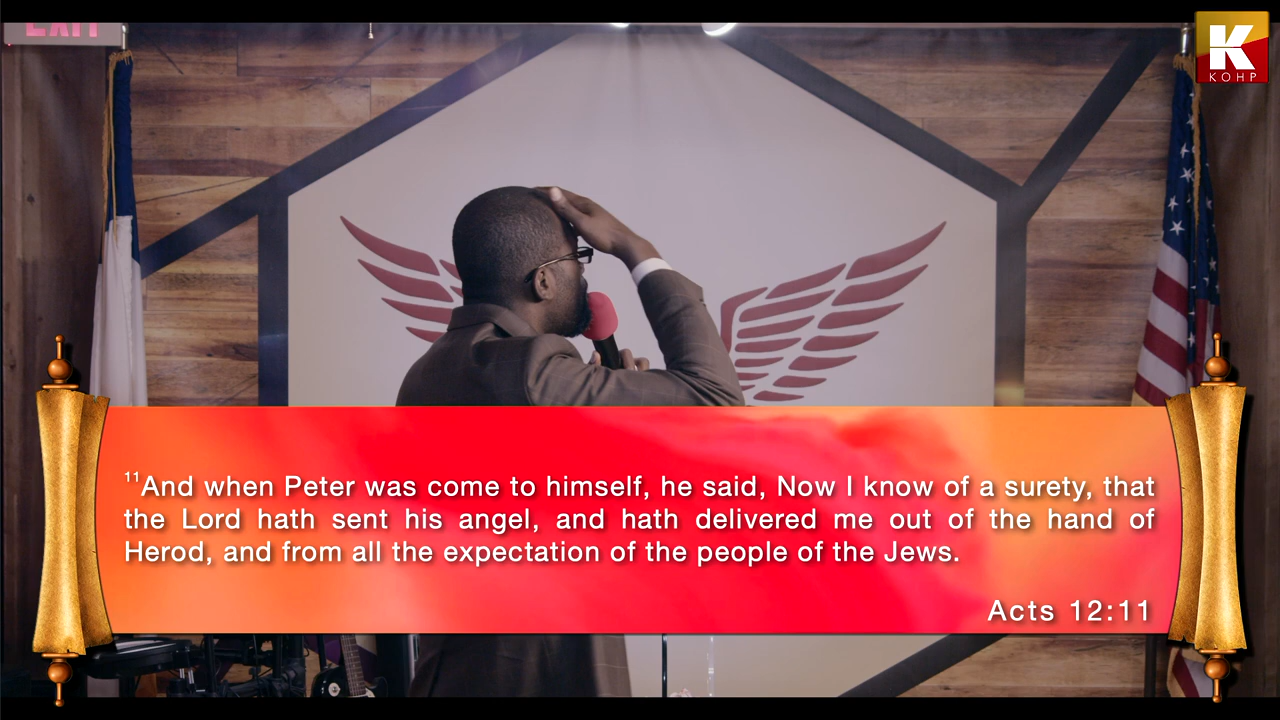 EXIT
K
KOHP
11And when Peter was come to himself, he said, Now I know of a surety, that
the Lord hath sent his angel, and hath delivered me out of the hand of
Herod, and from all the expectation of the people of the Jews.
Acts 12:11